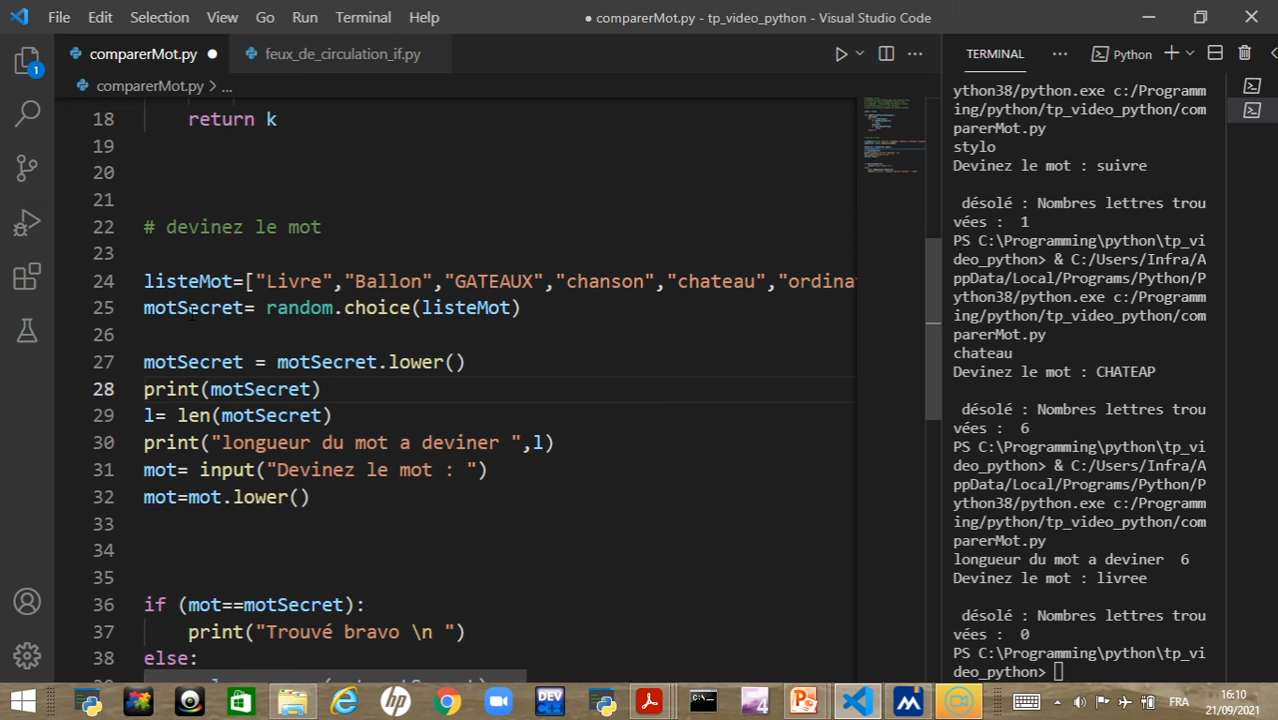 File Edit Selection View Go Run Terminal Help
● comparerMot.py - tp_video_python - Visual Studio Code
comparerMot.py ● feux_de_circulation_if.py
comparerMot.py > ...
18 return k
19
20
21
22 # devinez le mot
23
24 listeMot=["Livre","Ballon","GATEAUX","chanson","chateau","ordinat
25 motSecret= random.choice(listeMot)
26
27 motSecret = motSecret.lower()
28 print(motSecret)
29 l= len(motSecret)
30 print("longueur du mot a deviner ",l)
31 mot= input("Devinez le mot : ")
32 mot=mot.lower()
33
34
35
36 if (mot==motSecret):
37 print("Trouvé bravo \n ")
38 else:
TERMINAL ... Python
ython38/python.exe c:/Programm
ing/python/tp_video_python/com
parerMot.py
stylo
Devinez le mot : suivre
désolé : Nombres lettres trou
vées : 1
PS C:\Programming\python\tp_vi
deo_python> & C:/Users/Infra/A
ppData/Local/Programs/Python/P
ython38/python.exe c:/Programm
ing/python/tp_video_python/com
parerMot.py
chateau
Devinez le mot : CHATEAP
désolé : Nombres lettres trou
vées : 6
PS C:\Programming\python\tp_vi
deo_python> & C:/Users/Infra/A
ppData/Local/Programs/Python/P
ython38/python.exe c:/Programm
ing/python/tp_video_python/com
parerMot.py
longueur du mot a deviner 6
Devinez le mot : livree
désolé : Nombres lettres trou
vées : 0
PS C:\Programming\python\tp_vi
deo_python>
1
hp
DEV
4
FRA
16:10
21/09/2021